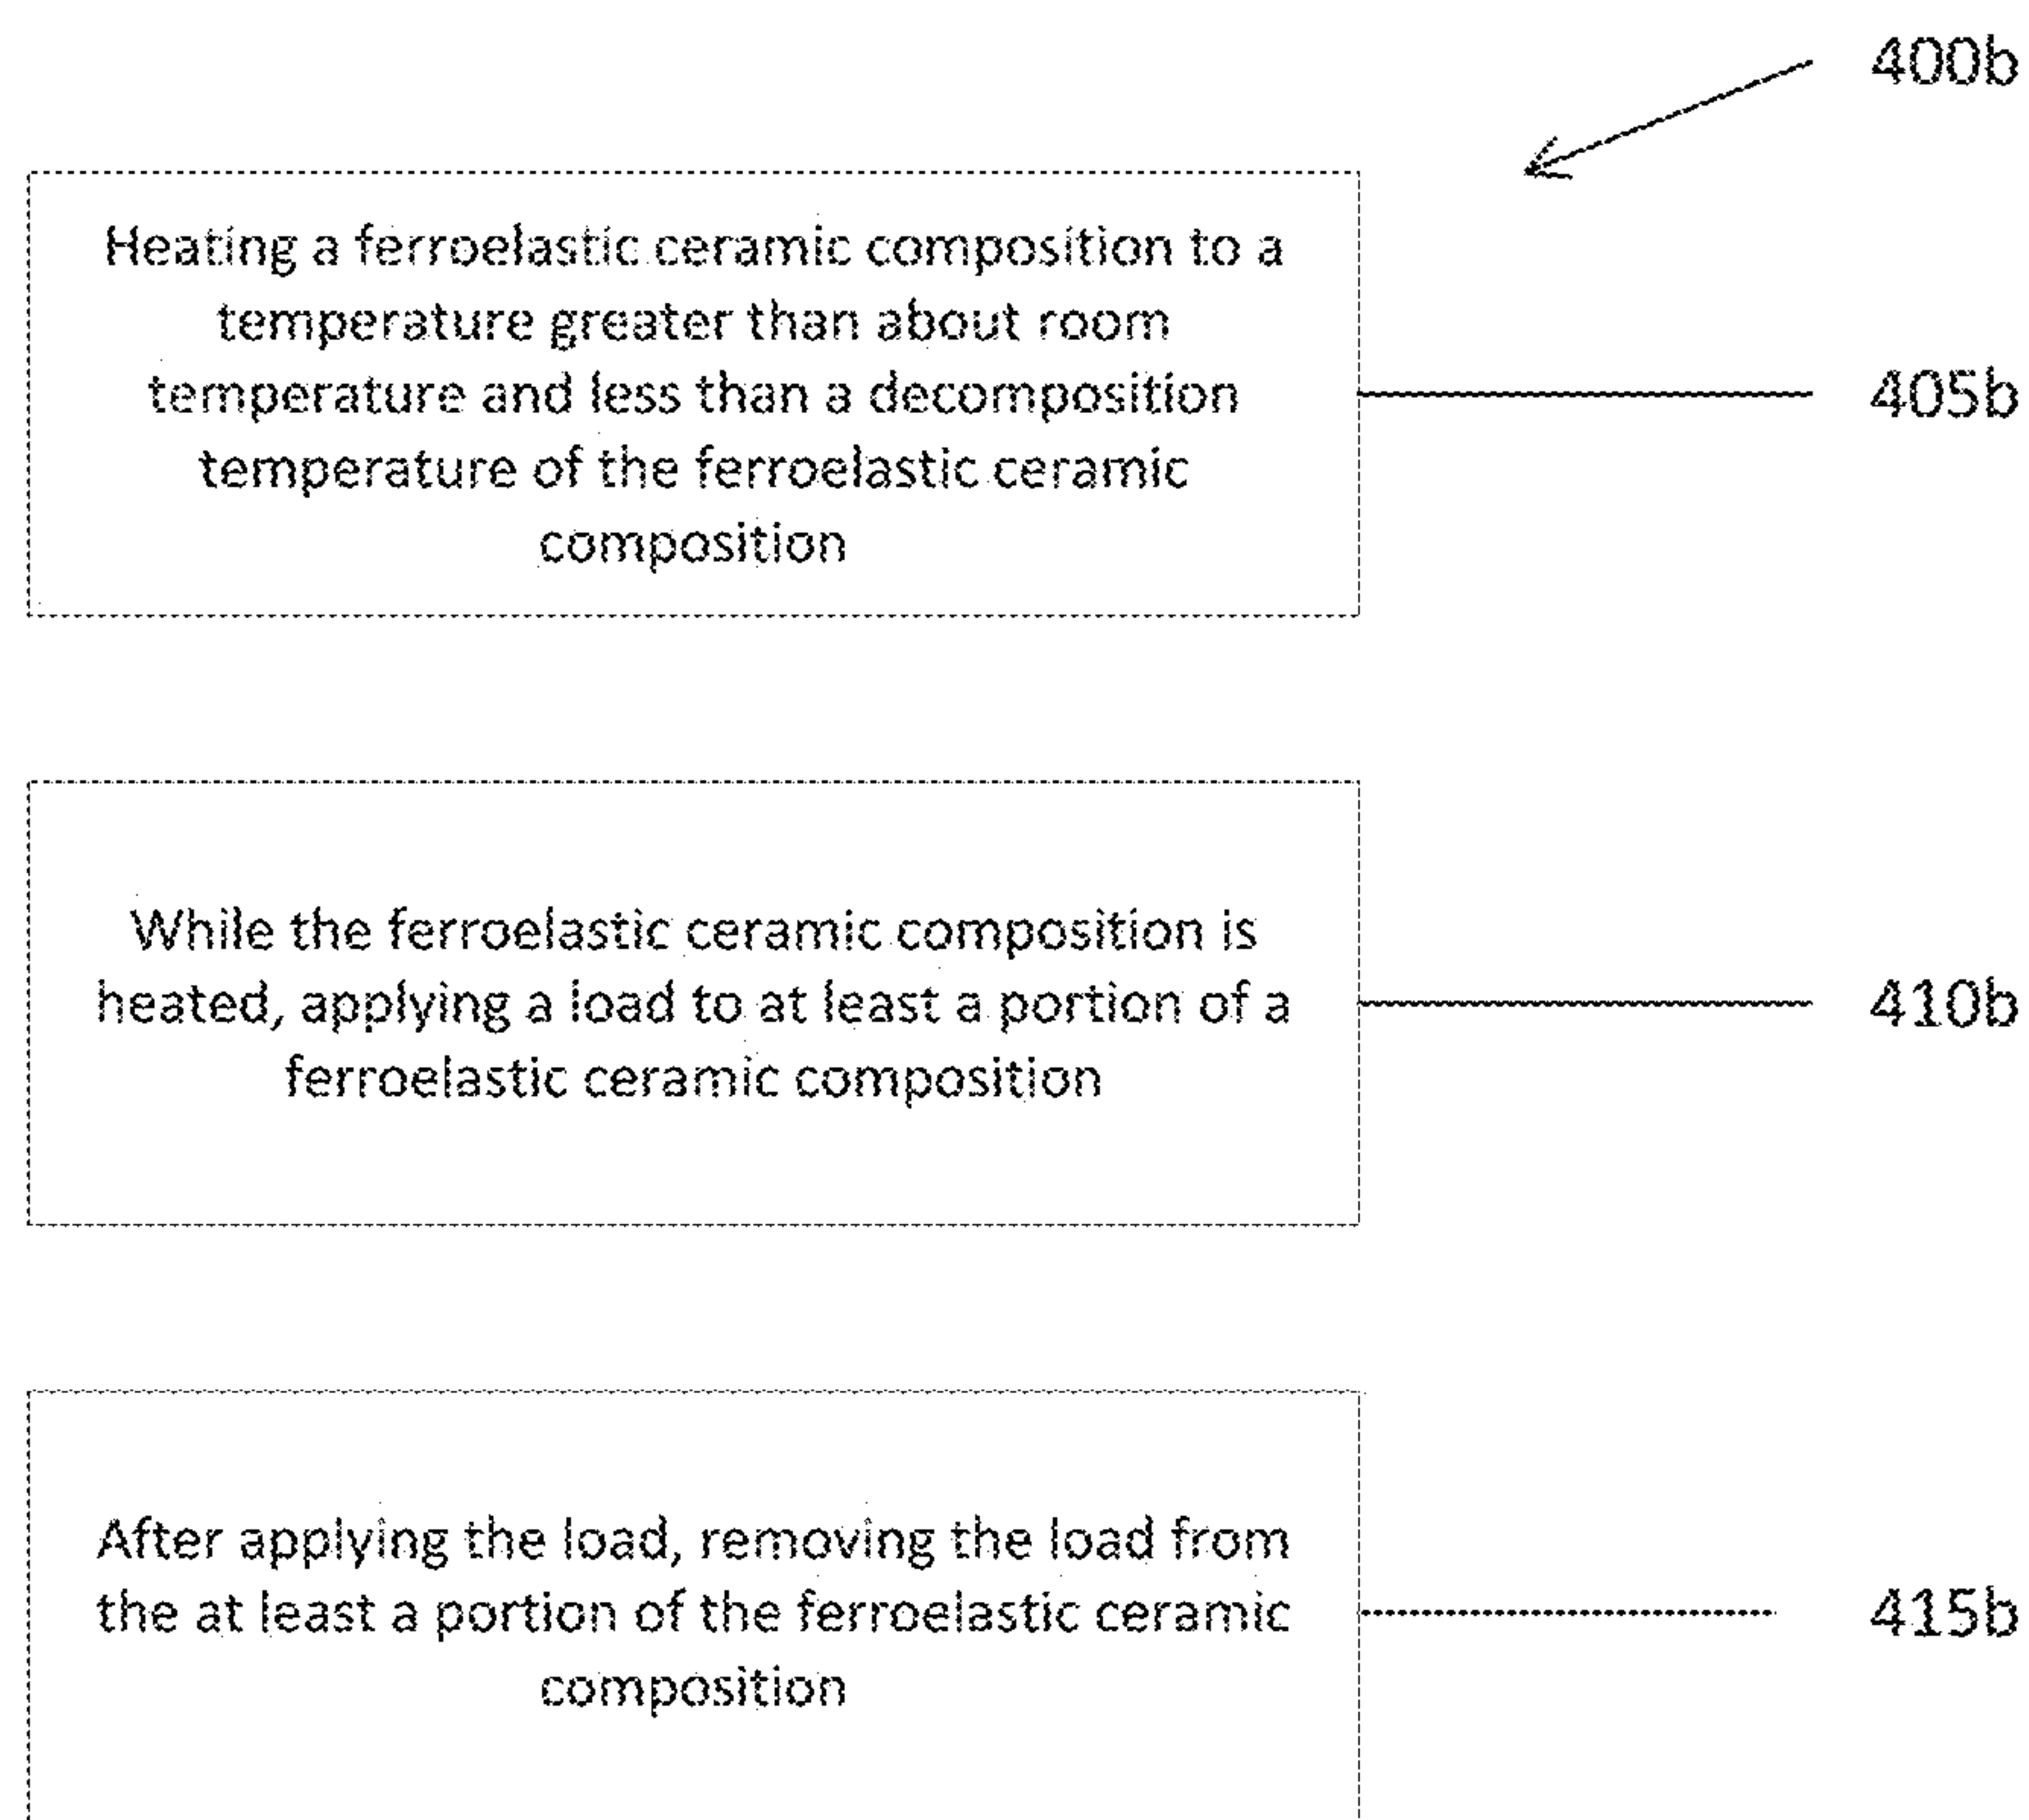 400b
Heating a ferroelastic ceramic composition to a
temperature greater than about room
temperature and less than a decomposition
temperature of the ferroelastic ceramic
composition
405b
While the ferroelastic ceramic composition is
heated, applying a load to at least a portion of a
ferroelastic ceramic composition
410b
After applying the load, removing the load from
the at least a portion of the ferroelastic ceramic
composition
415b